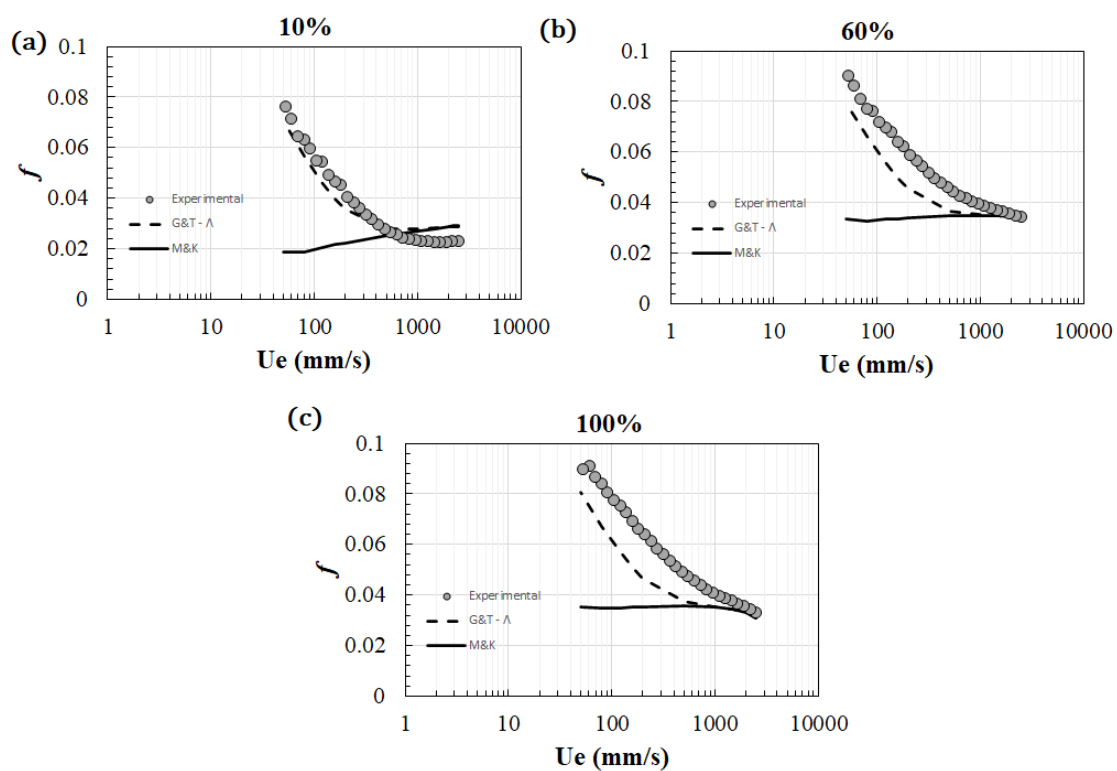 (a)
10%
0.1
0.08
0.06
0.04
0.02
0
f
Experimental
G&T - Λ
M&K
1
10
100
1000
10000
Ue (mm/s)
(b)
60%
0.1
0.08
0.06
0.04
0.02
0
f
Experimental
G&T - Λ
M&K
1
10
100
1000
10000
Ue (mm/s)
(c)
100%
0.1
0.08
0.06
0.04
0.02
0
f
Experimental
G&T - Λ
M&K
1
10
100
1000
10000
Ue (mm/s)